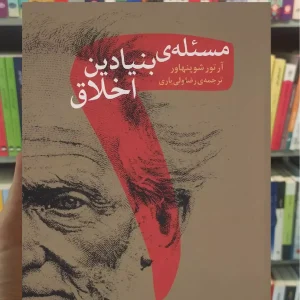 مسئله‌ی بنیادین
اخلاق
آرتور شوپنهاور
ترجمه‌ی رضا ولی‌یاری